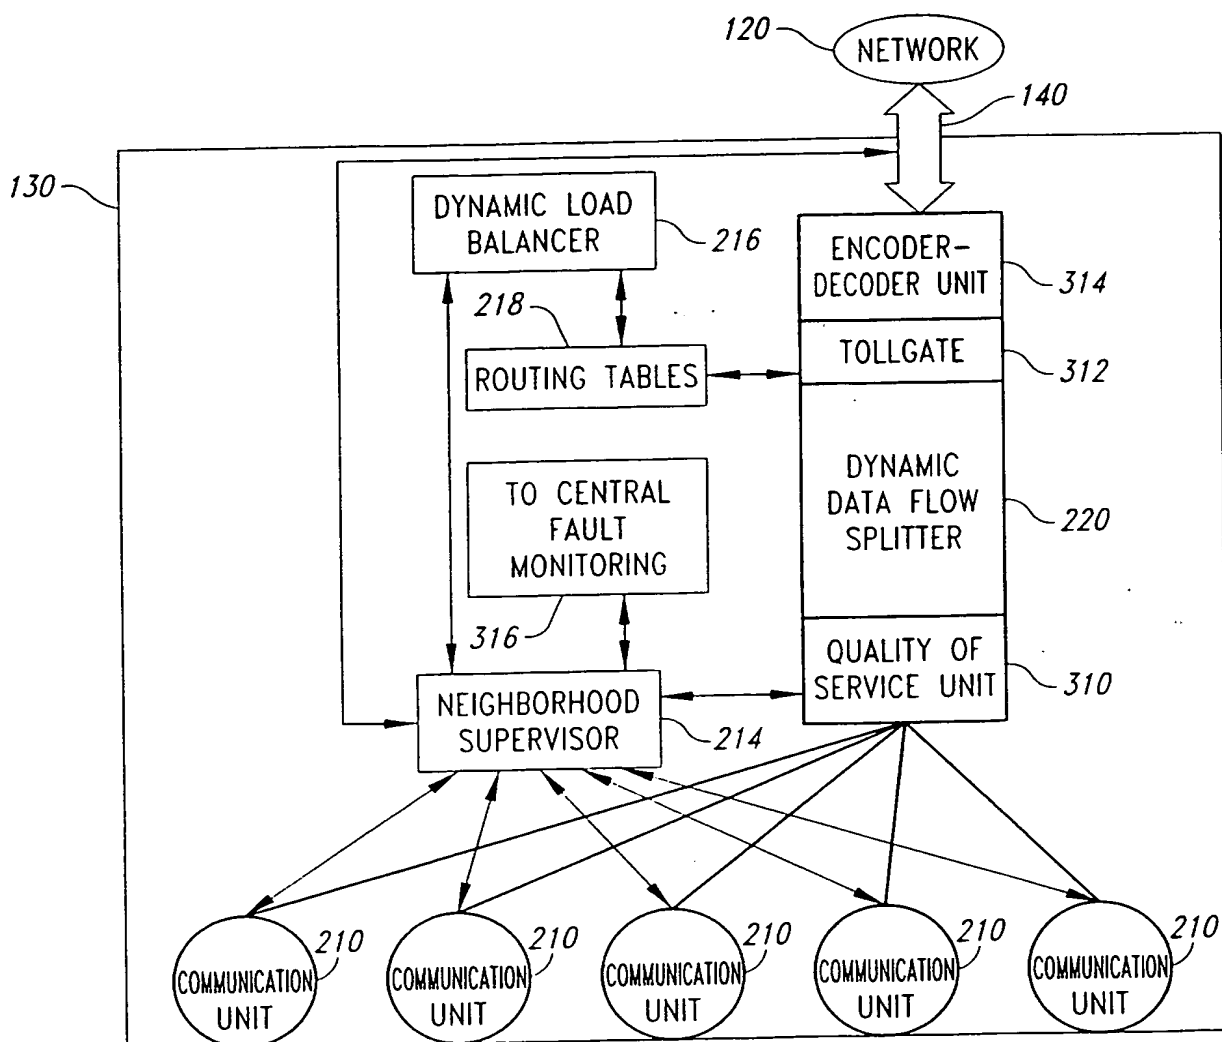 120
NETWORK
140
130
DYNAMIC LOAD
BALANCER
216
ENCODER-
DECODER UNIT
314
218
ROUTING TABLES
TOLLGATE
312
TO CENTRAL
FAULT
MONITORING
316
DYNAMIC
DATA FLOW
SPLITTER
220
QUALITY OF
SERVICE UNIT
310
NEIGHBORHOOD
SUPERVISOR
214
210
COMMUNICATION
UNIT
210
COMMUNICATION
UNIT
210
COMMUNICATION
UNIT
210
COMMUNICATION
UNIT
210
COMMUNICATION
UNIT